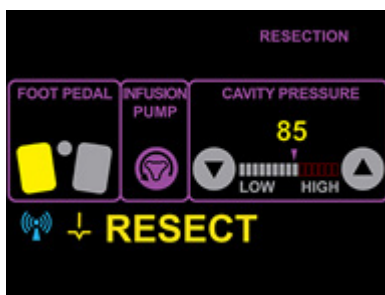 RESECTION
FOOT PEDAL
INFUSION
PUMP
CAVITY PRESSURE
85
LOW HIGH
RESECT